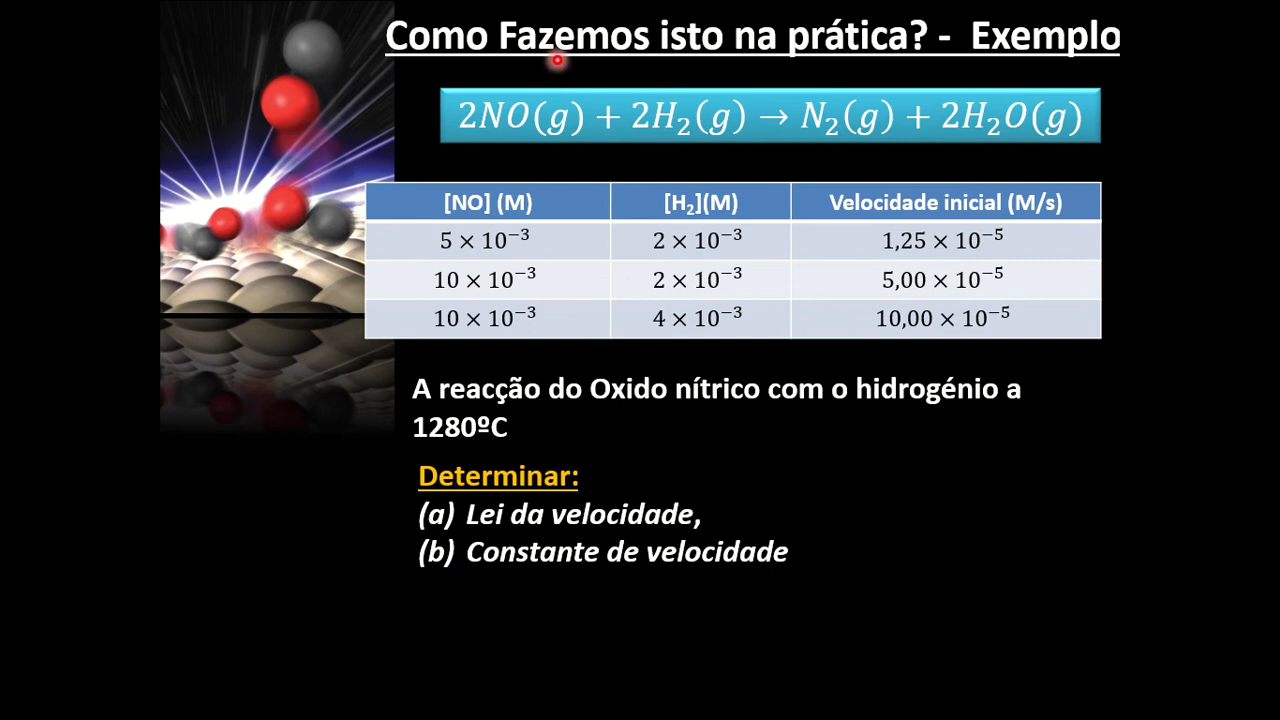 Como Fazemos isto na prática? - Exemplo
2NO(g) + 2H₂(g) → N₂(g) + 2H₂O(g)
[NO] (M) [H₂](M) Velocidade inicial (M/s)
5 × 10⁻³ 2 × 10⁻³ 1,25 × 10⁻⁵
10 × 10⁻³ 2 × 10⁻³ 5,00 × 10⁻⁵
10 × 10⁻³ 4 × 10⁻³ 10,00 × 10⁻⁵
A reacção do Oxido nítrico com o hidrogénio a
1280ºC
Determinar:
(a) Lei da velocidade,
(b) Constante de velocidade